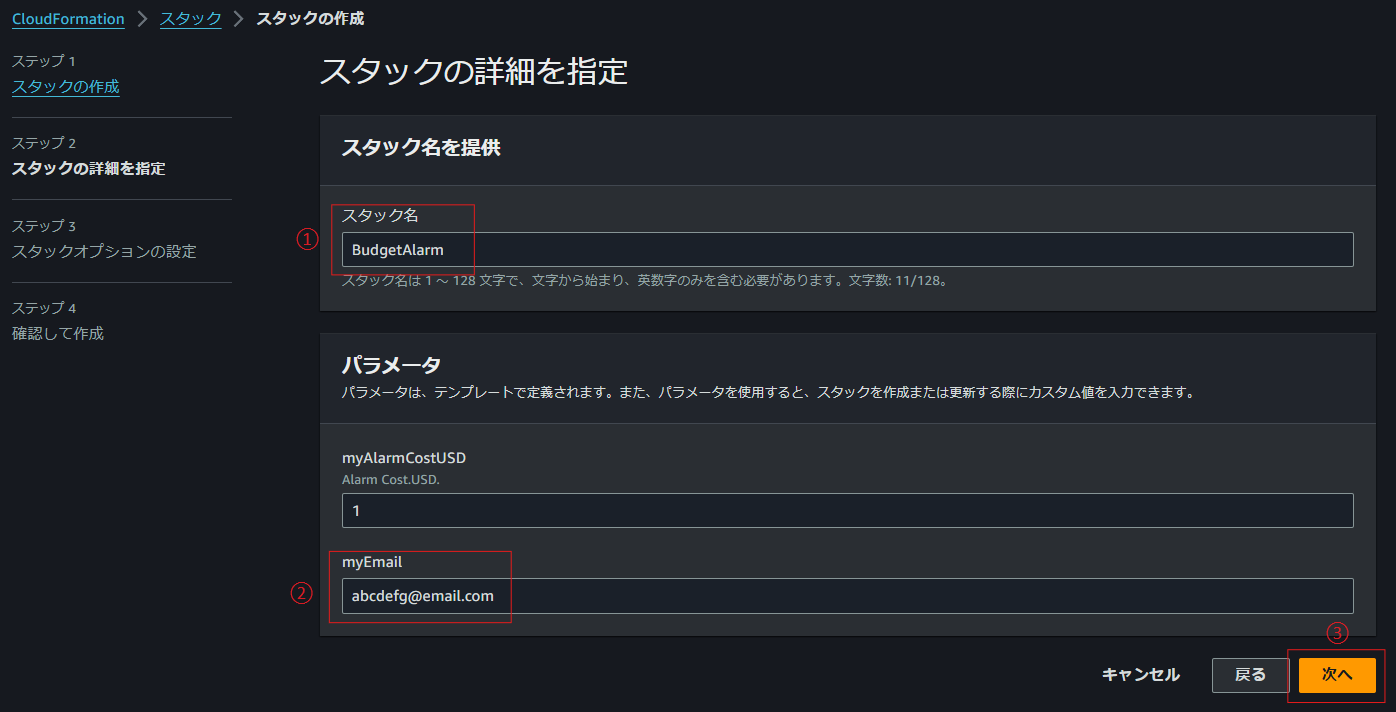 CloudFormation > スタック > スタックの作成
ステップ 1
スタックの作成
ステップ 2
スタックの詳細を指定
ステップ 3
スタックオプションの設定
ステップ 4
確認して作成
スタックの詳細を指定
スタック名を提供
①
スタック名
BudgetAlarm
スタック名は 1 ～ 128 文字で、文字から始まり、英数字のみを含む必要があります。文字数: 11/128。
パラメータ
パラメータは、テンプレートで定義されます。また、パラメータを使用すると、スタックを作成または更新する際にカスタム値を入力できます。
myAlarmCostUSD
Alarm Cost.USD.
1
②
myEmail
abcdefg@email.com
③
キャンセル
戻る
次へ